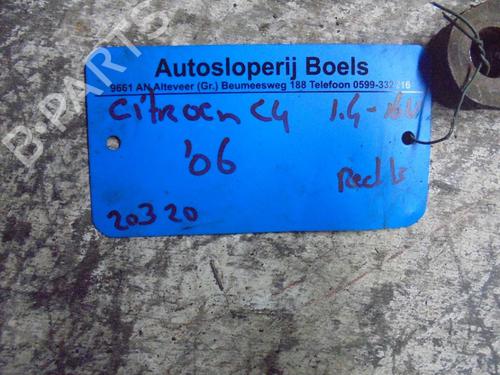 Autosloperij Boels
9661 AN Alteveer (Gr.) Beumeesweg 188 Telefoon 0599-332216
Citroen C4 1.4-16V
'06
Rechts
20320
B-PARTS